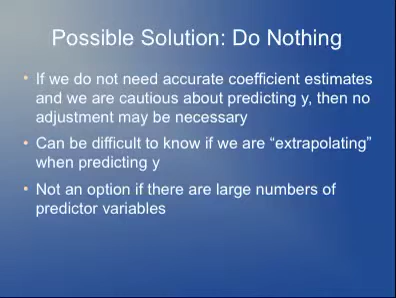 Possible Solution: Do Nothing
• If we do not need accurate coefficient estimates
and we are cautious about predicting y, then no
adjustment may be necessary
• Can be difficult to know if we are “extrapolating”
when predicting y
• Not an option if there are large numbers of
predictor variables